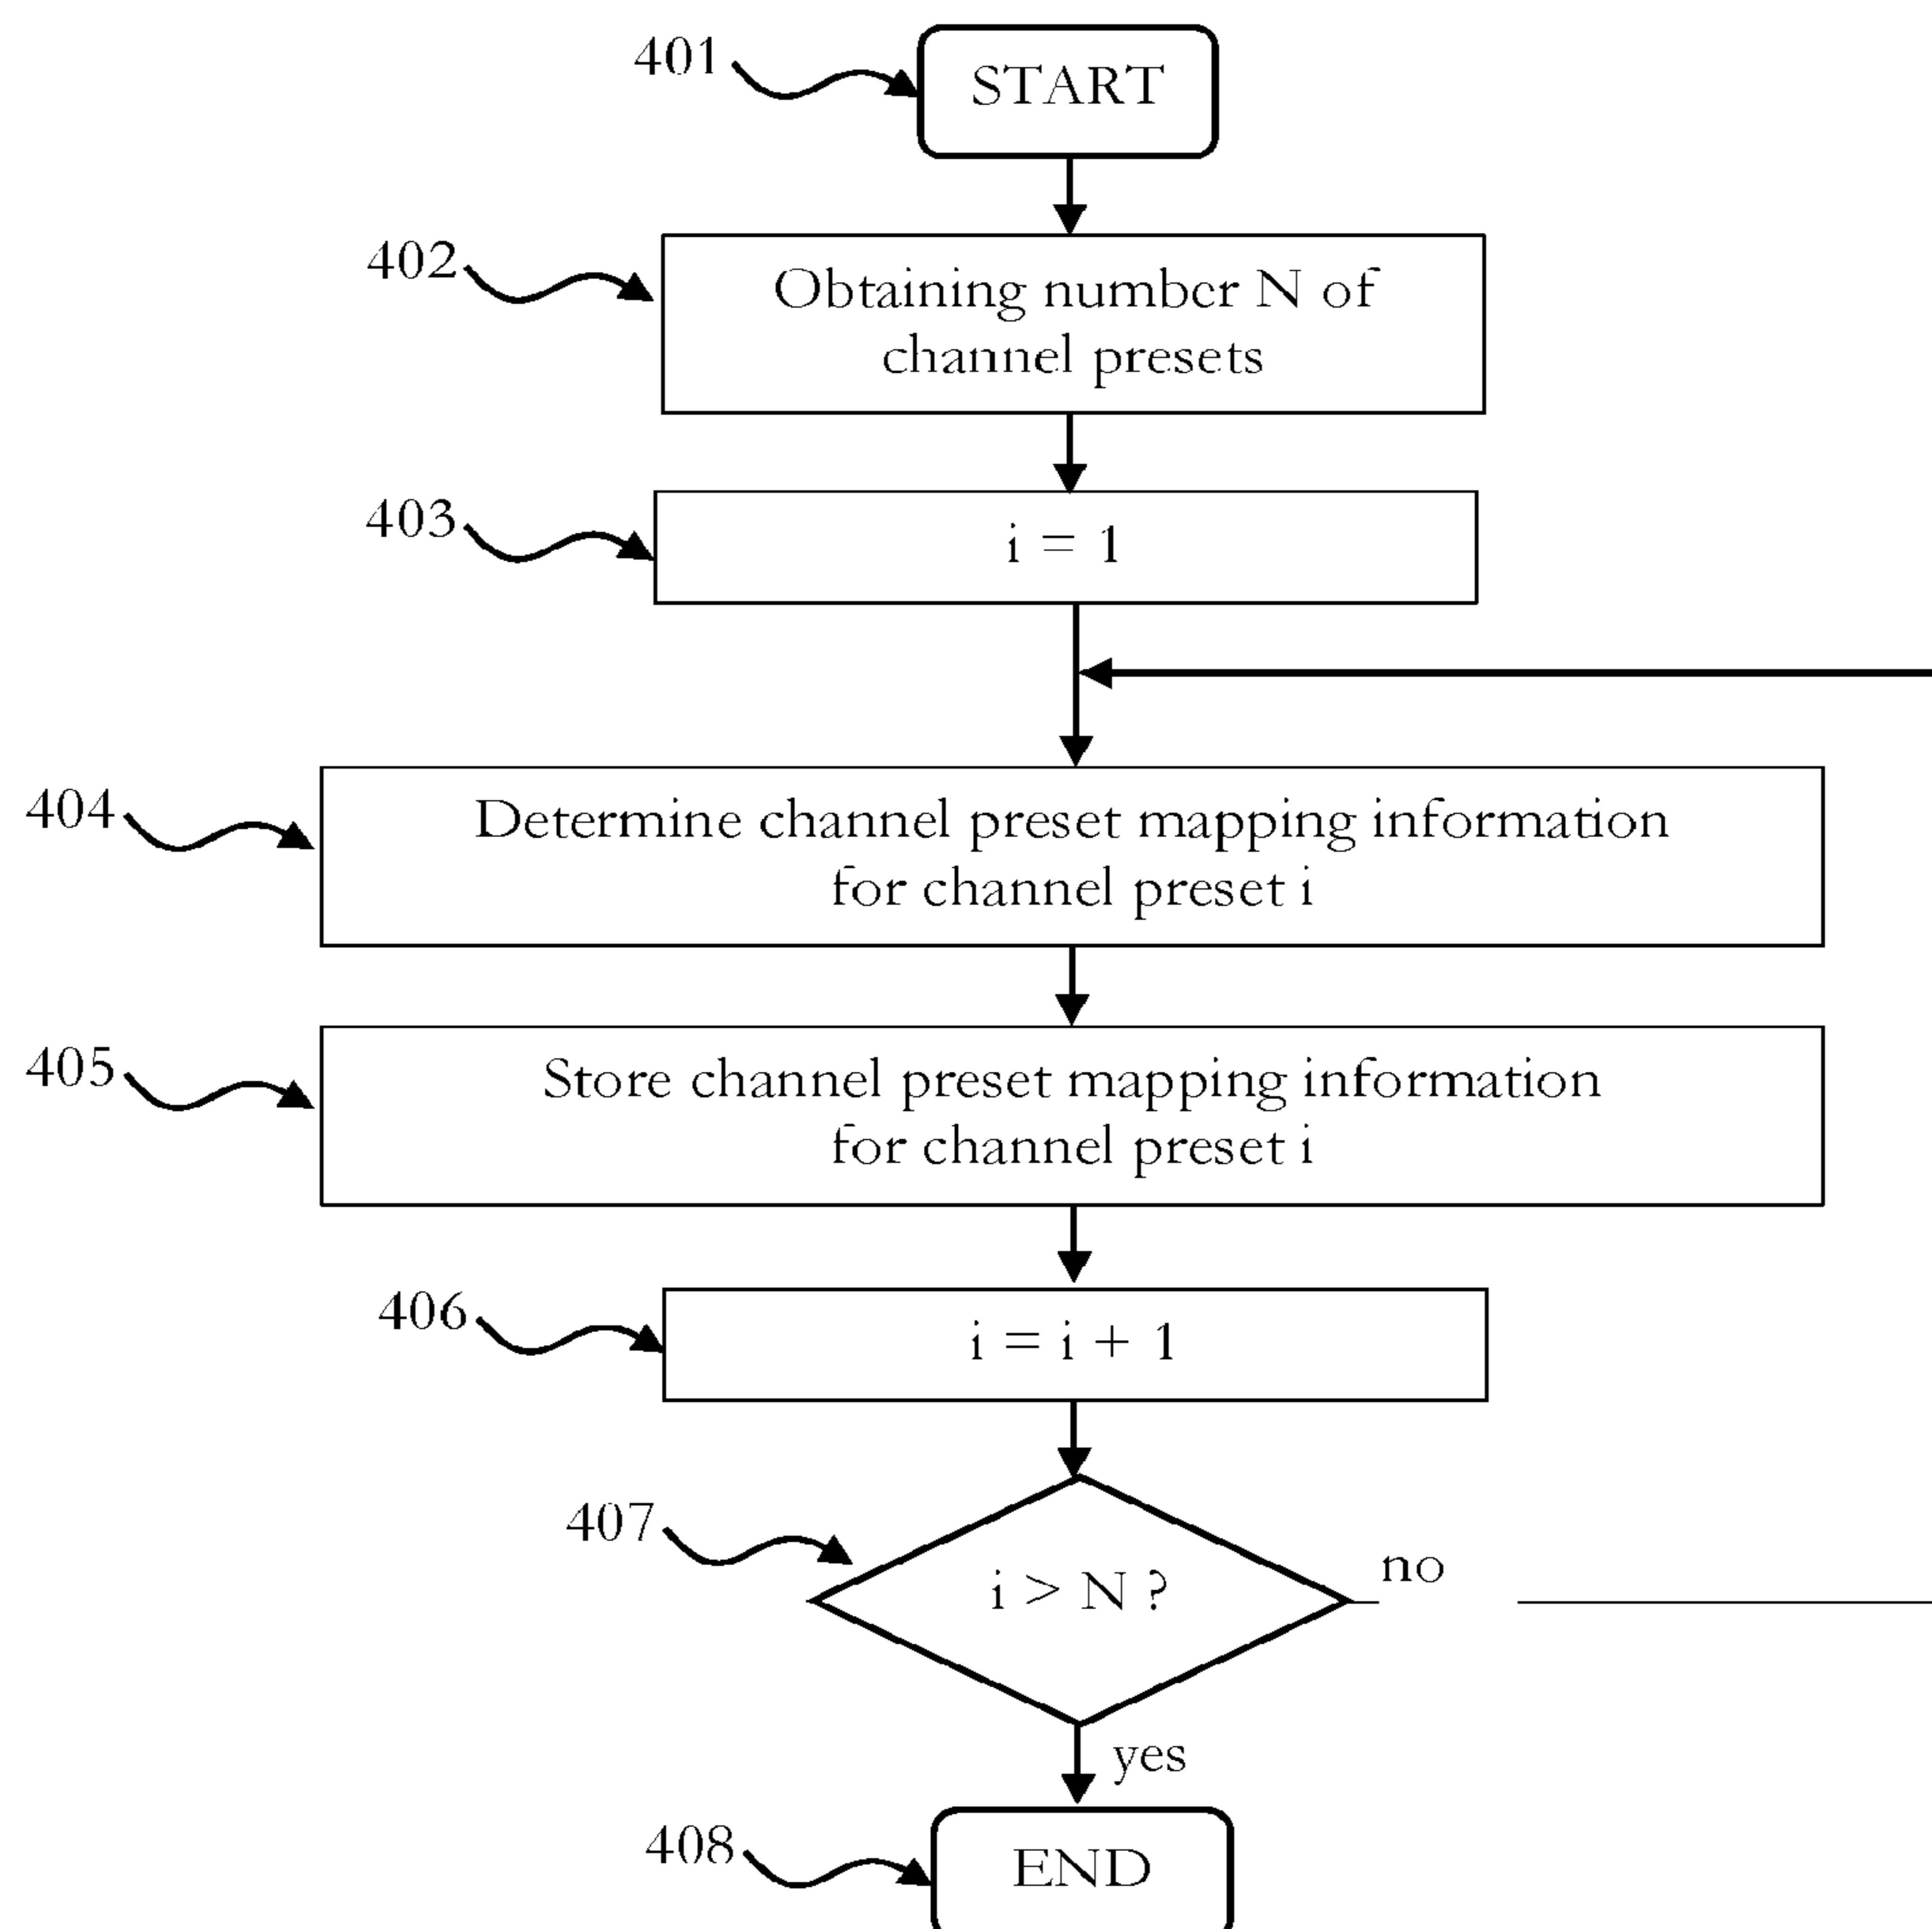 401
START
402
Obtaining number N of
channel presets
403
i = 1
404
Determine channel preset mapping information
for channel preset i
405
Store channel preset mapping information
for channel preset i
406
i = i + 1
407
i > N ?
no
yes
408
END